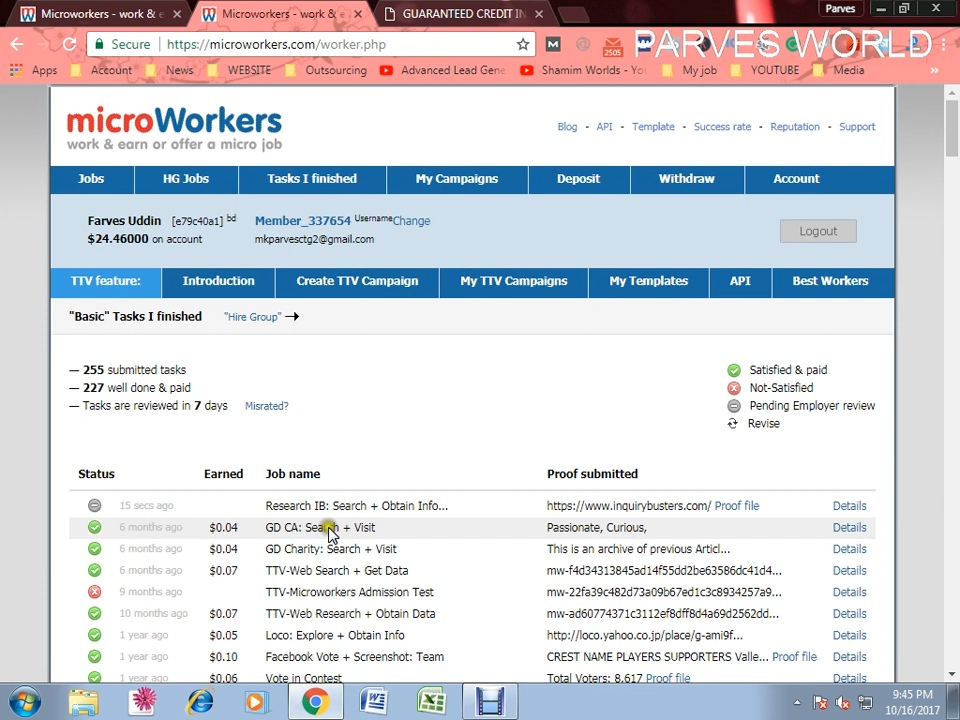 Microworkers - work & e
Microworkers - work & e
GUARANTEED CREDIT IN
Parves
Secure
https://microworkers.com/worker.php
PARVES WORLD
Apps
Account
News
WEBSITE
Outsourcing
Advanced Lead Gene
Shamim Worlds - Yo
My job
YOUTUBE
Media
»
microWorkers
work & earn or offer a micro job
Blog - API - Template - Success rate - Reputation - Support
Jobs
HG Jobs
Tasks I finished
My Campaigns
Deposit
Withdraw
Account
Farves Uddin [e79c40a1] bd
Member_337654 UsernameChange
$24.46000 on account
mkparvesctg2@gmail.com
Logout
TTV feature:
Introduction
Create TTV Campaign
My TTV Campaigns
My Templates
API
Best Workers
"Basic" Tasks I finished "Hire Group" →
— 255 submitted tasks
— 227 well done & paid
— Tasks are reviewed in 7 days Misrated?
Satisfied & paid
Not-Satisfied
Pending Employer review
Revise
Status Earned Job name Proof submitted
15 secs ago Research IB: Search + Obtain Info... https://www.inquirybusters.com/ Proof file Details
6 months ago $0.04 GD CA: Search + Visit Passionate, Curious, Details
6 months ago $0.04 GD Charity: Search + Visit This is an archive of previous Articl... Details
6 months ago $0.07 TTV-Web Search + Get Data mw-f4d34313845ad14f55dd2be63586dc41d4... Details
9 months ago TTV-Microworkers Admission Test mw-22fa39c482d73a09b67ed1c3c8934257a9... Details
10 months ago $0.07 TTV-Web Research + Obtain Data mw-ad60774371c3112ef8dff8d4a69d2562dd... Details
1 year ago $0.05 Loco: Explore + Obtain Info http://loco.yahoo.co.jp/place/g-ami9f... Details
1 year ago $0.10 Facebook Vote + Screenshot: Team CREST NAME PLAYERS SUPPORTERS Valle... Proof file Details
1 year ago $0.06 Vote in Contest Total Voters: 8,617 Proof file Details
9:45 PM
10/16/2017